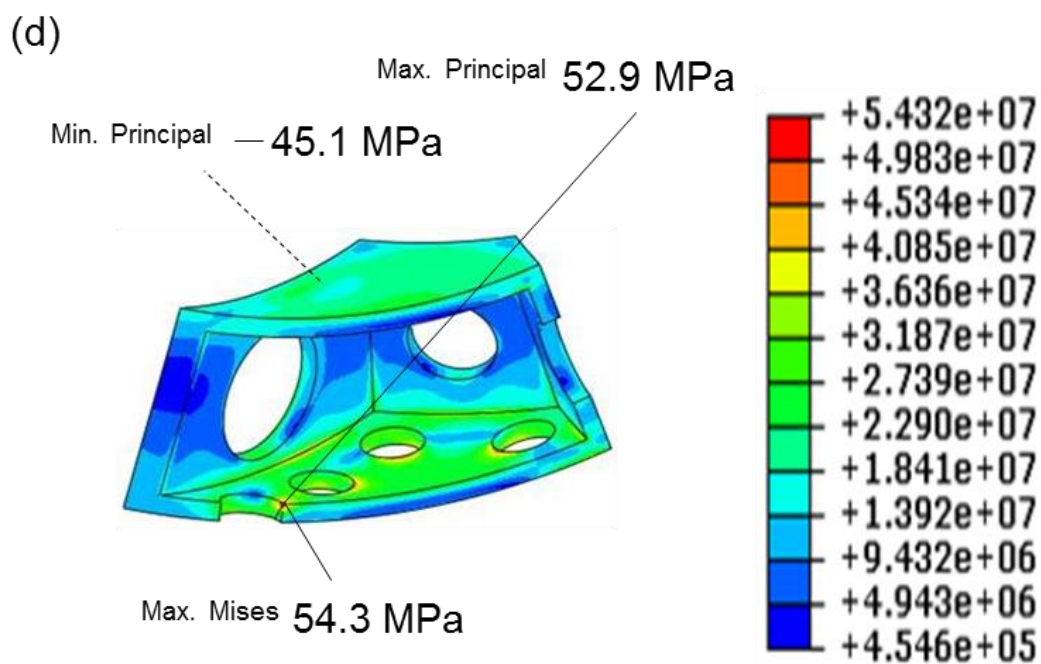 (d)
Max. Principal 52.9 MPa
Min. Principal — 45.1 MPa
Max. Mises 54.3 MPa
+5.432e+07
+4.983e+07
+4.534e+07
+4.085e+07
+3.636e+07
+3.187e+07
+2.739e+07
+2.290e+07
+1.841e+07
+1.392e+07
+9.432e+06
+4.943e+06
+4.546e+05